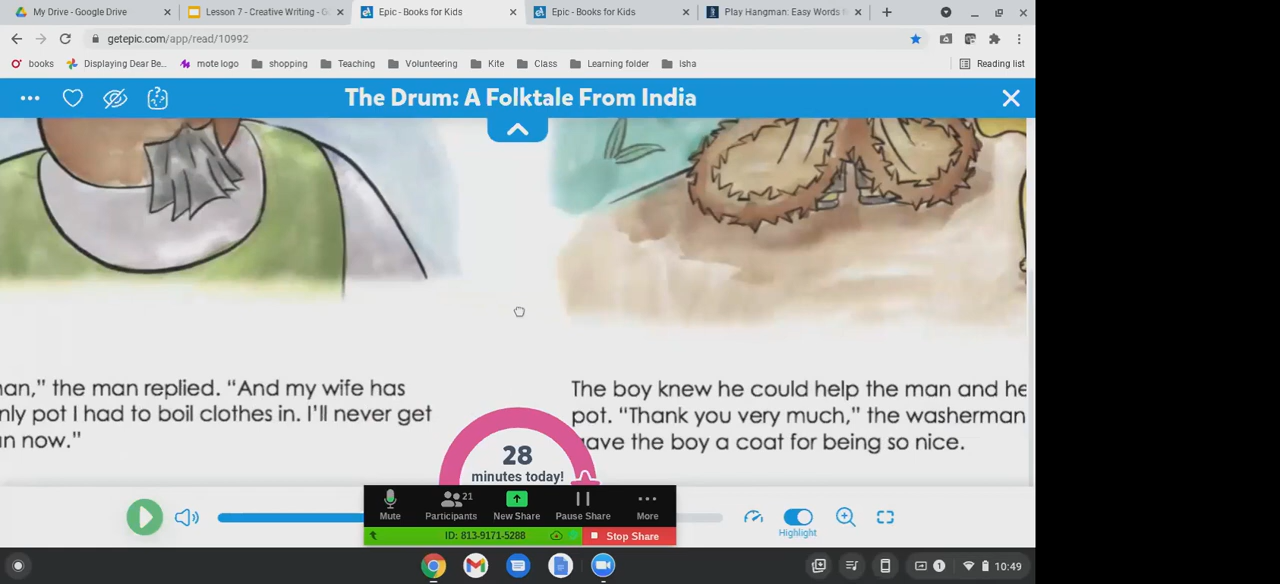 My Drive - Google Drive
Lesson 7 - Creative Writing - G
Epic - Books for Kids
Epic - Books for Kids
Play Hangman: Easy Words
getepic.com/app/read/10992
books
Displaying Dear Be...
mote logo
shopping
Teaching
Volunteering
Kite
Class
Learning folder
Isha
Reading list
The Drum: A Folktale From India
an," the man replied. "And my wife has
nly pot I had to boil clothes in. I'll never get
n now."
The boy knew he could help the man and he
pot. "Thank you very much," the washerman
gave the boy a coat for being so nice.
28
minutes today!
Mute
Participants
21
New Share
Pause Share
More
ID: 813-9171-5288
Stop Share
Highlight
1
10:49